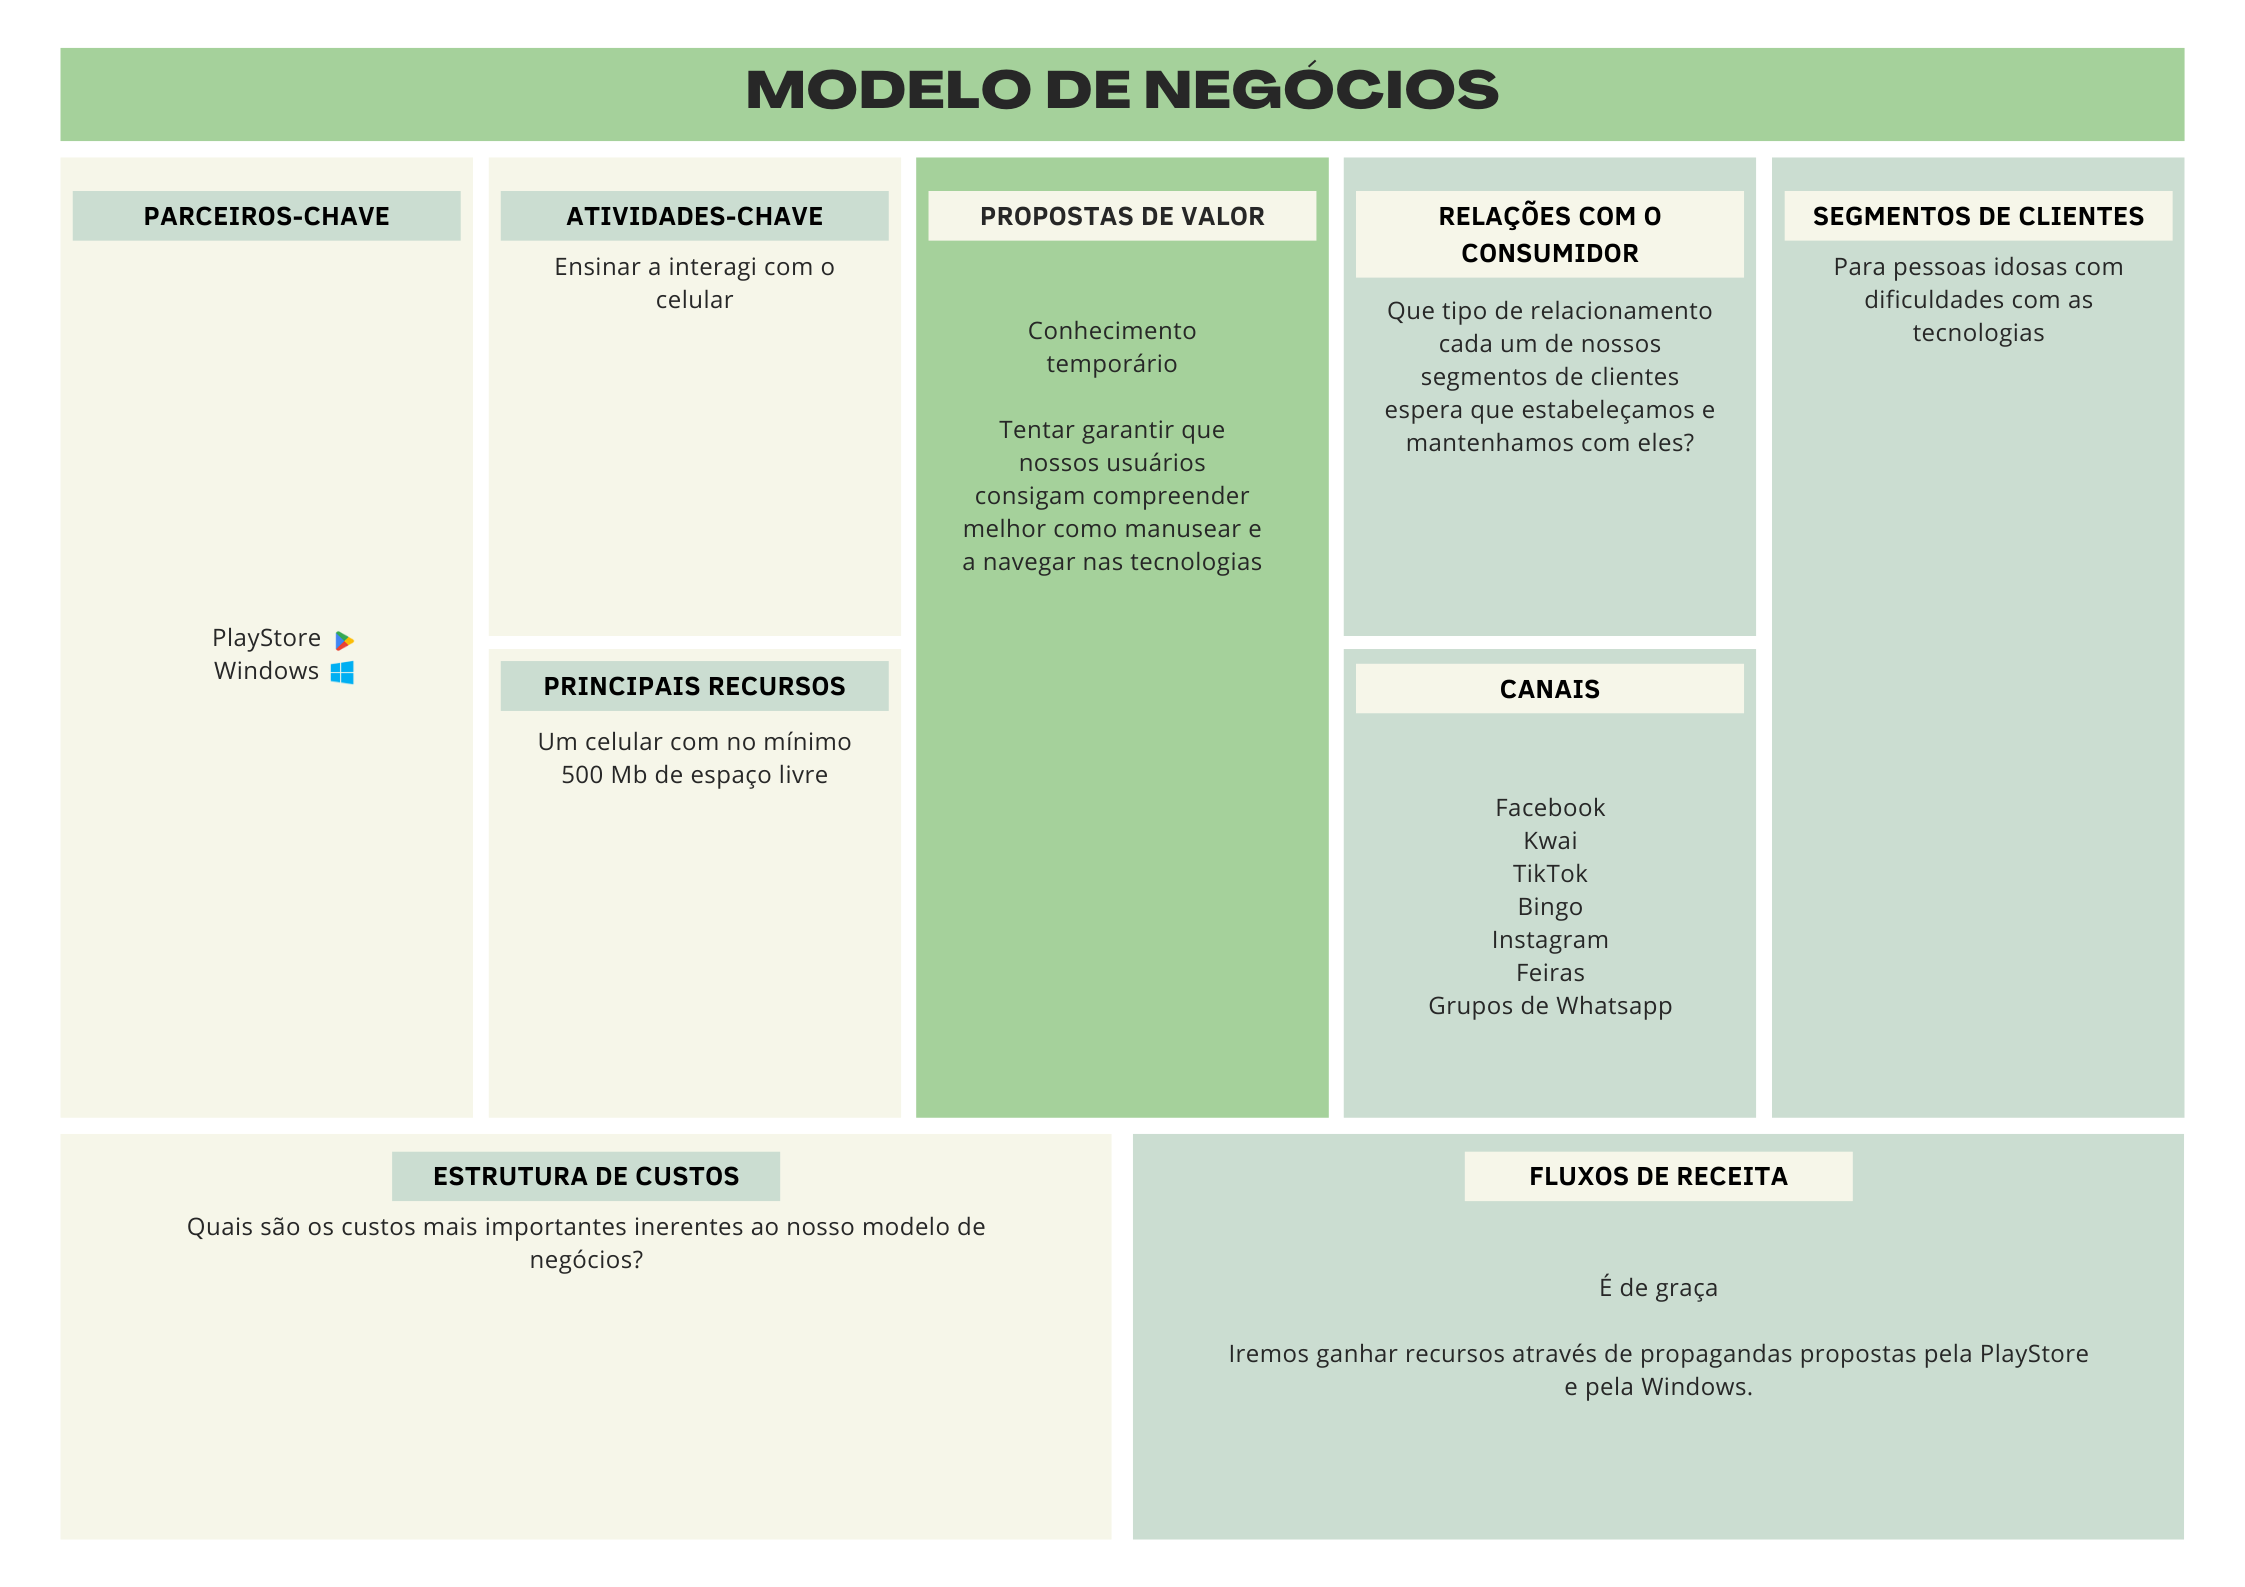 MODELO DE NEGÓCIOS
PARCEIROS-CHAVE
PlayStore
Windows
ATIVIDADES-CHAVE
Ensinar a interagi com o
celular
PRINCIPAIS RECURSOS
Um celular com no mínimo
500 Mb de espaço livre
PROPOSTAS DE VALOR
Conhecimento
temporário
Tentar garantir que
nossos usuários
consigam compreender
melhor como manusear e
a navegar nas tecnologias
RELAÇÕES COM O
CONSUMIDOR
Que tipo de relacionamento
cada um de nossos
segmentos de clientes
espera que estabeleçamos e
mantenhamos com eles?
CANAIS
Facebook
Kwai
TikTok
Bingo
Instagram
Feiras
Grupos de Whatsapp
SEGMENTOS DE CLIENTES
Para pessoas idosas com
dificuldades com as
tecnologias
ESTRUTURA DE CUSTOS
Quais são os custos mais importantes inerentes ao nosso modelo de
negócios?
FLUXOS DE RECEITA
É de graça
Iremos ganhar recursos através de propagandas propostas pela PlayStore
e pela Windows.